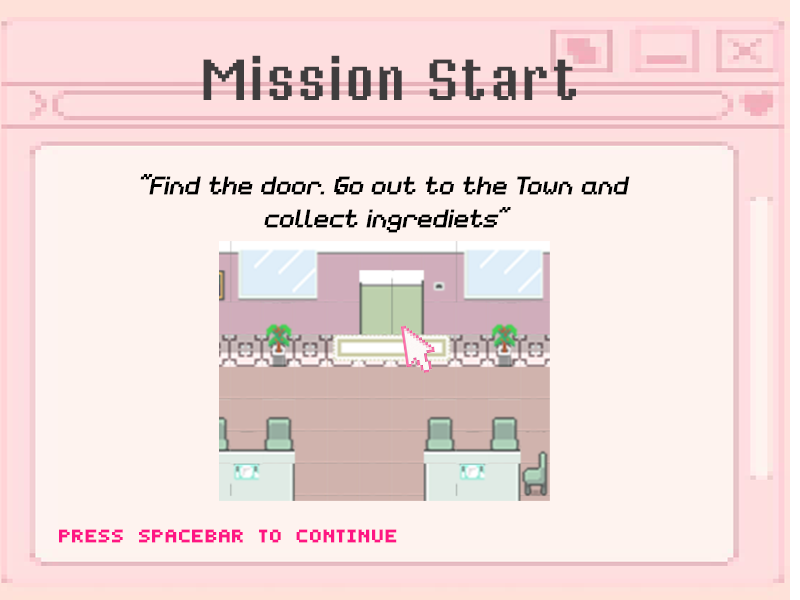 Mission Start
"Find the door. Go out to the Town and
collect ingrediets"
PRESS SPACEBAR TO CONTINUE